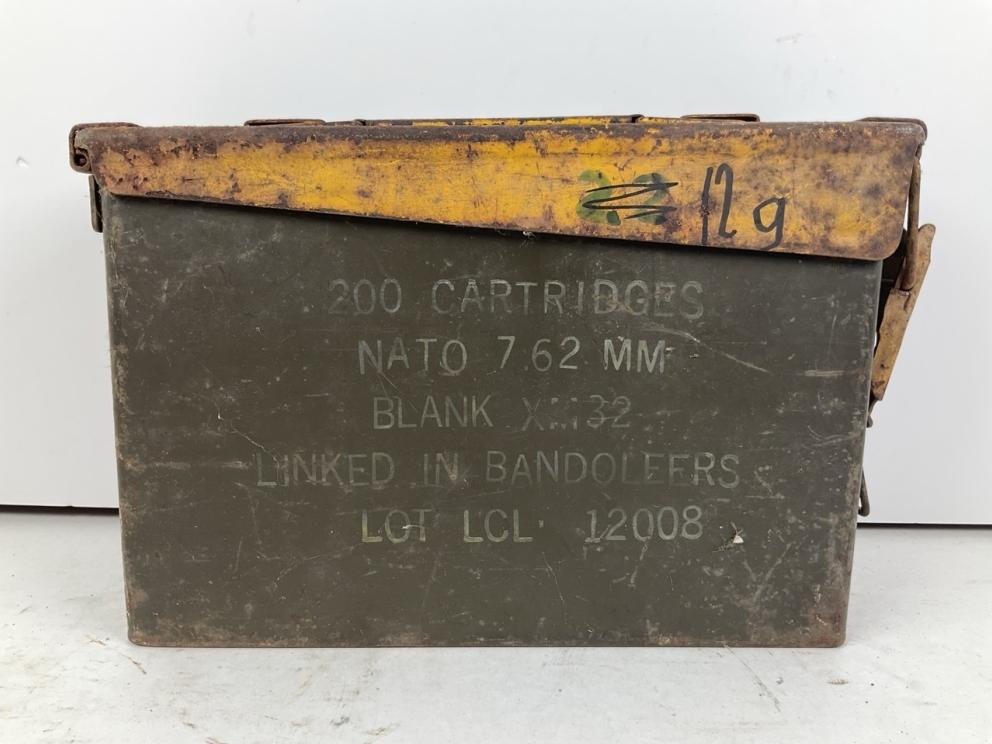 12g
200 CARTRIDGES
NATO 7.62 MM
BLANK
LINKED IN BANDOLEERS
LOT LCL 12008